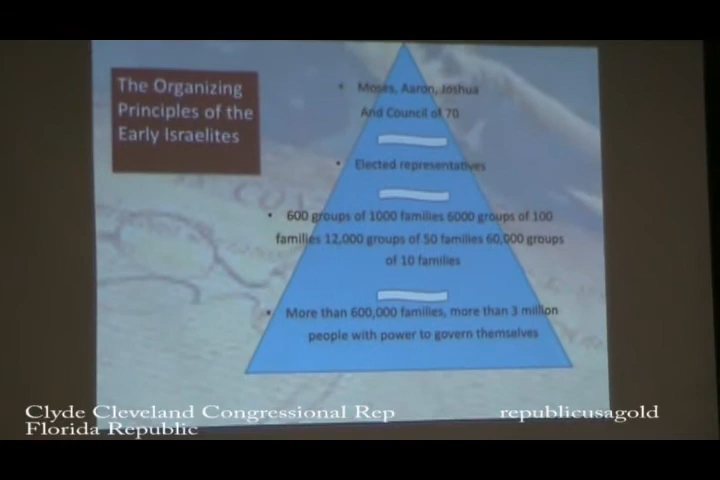 The Organizing
Principles of the
Early Israelites
• Moses, Aaron, Joshua
And Council of 70
• Elected representatives
• 600 groups of 1000 families 6000 groups of 100
families 12,000 groups of 50 families 60,000 groups
of 10 families
• More than 600,000 families, more than 3 million
people with power to govern themselves
Clyde Cleveland Congressional Rep
Florida Republic
republicusagold